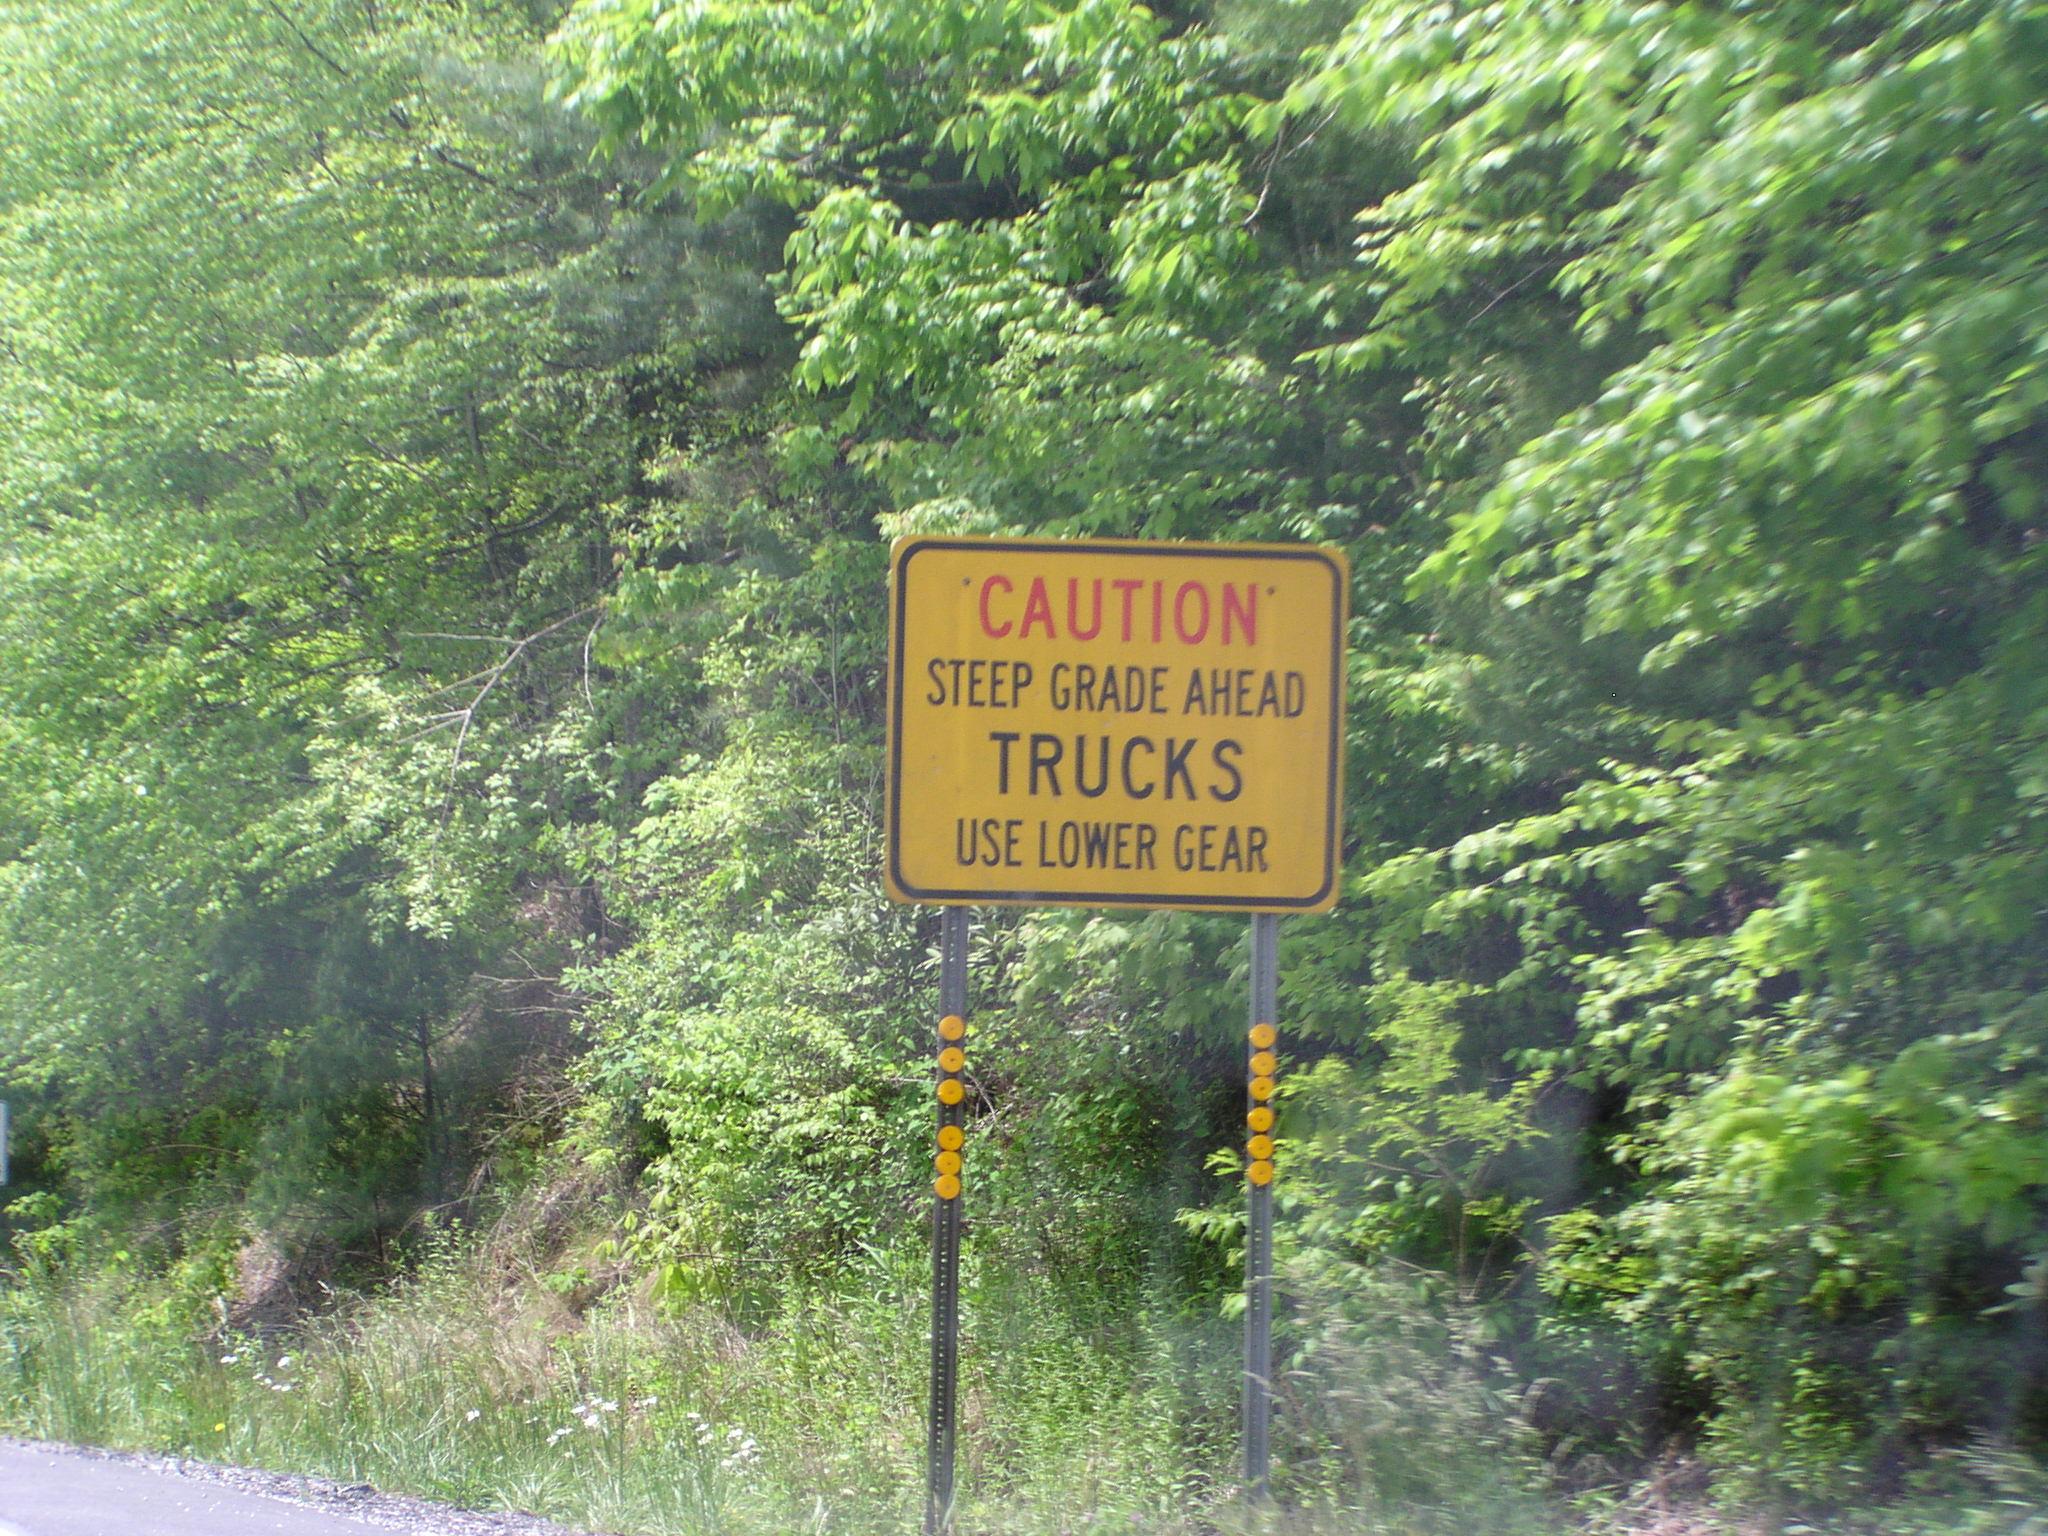 CAUTION
STEEP GRADE AHEAD
TRUCKS
USE LOWER GEAR